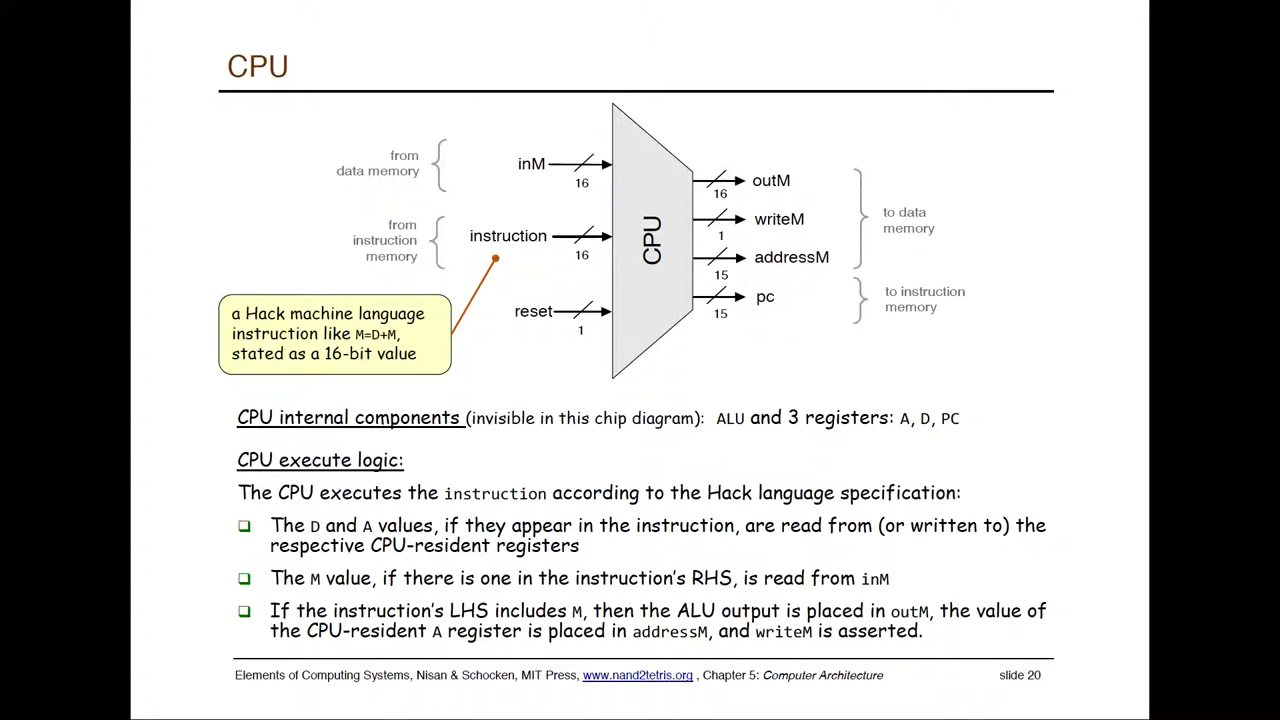 CPU
from
data memory
inM
16
from
instruction
memory
instruction
16
reset
1
CPU
outM
16
writeM
1
addressM
15
pc
15
to data
memory
to instruction
memory
a Hack machine language
instruction like M=D+M,
stated as a 16-bit value
CPU internal components (invisible in this chip diagram): ALU and 3 registers: A, D, PC
CPU execute logic:
The CPU executes the instruction according to the Hack language specification:
The D and A values, if they appear in the instruction, are read from (or written to) the
respective CPU-resident registers
The M value, if there is one in the instruction's RHS, is read from inM
If the instruction's LHS includes M, then the ALU output is placed in outM, the value of
the CPU-resident A register is placed in addressM, and writeM is asserted.
Elements of Computing Systems, Nisan & Schocken, MIT Press, www.nand2tetris.org , Chapter 5: Computer Architecture
slide 20